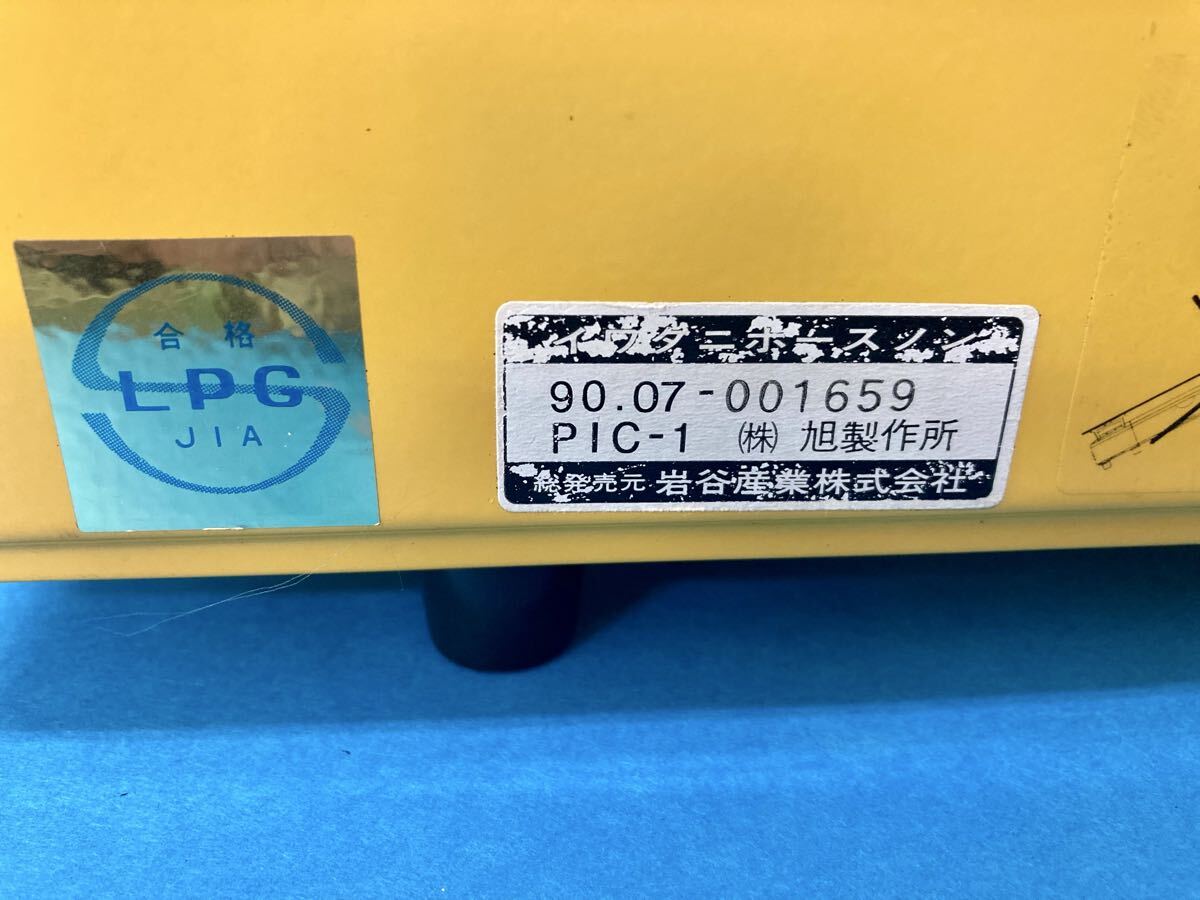 合格
LPG
JIA
イワタニホースノン
90.07-001659
PIC-1 ㈱ 旭製作所
総発売元 岩谷産業株式会社